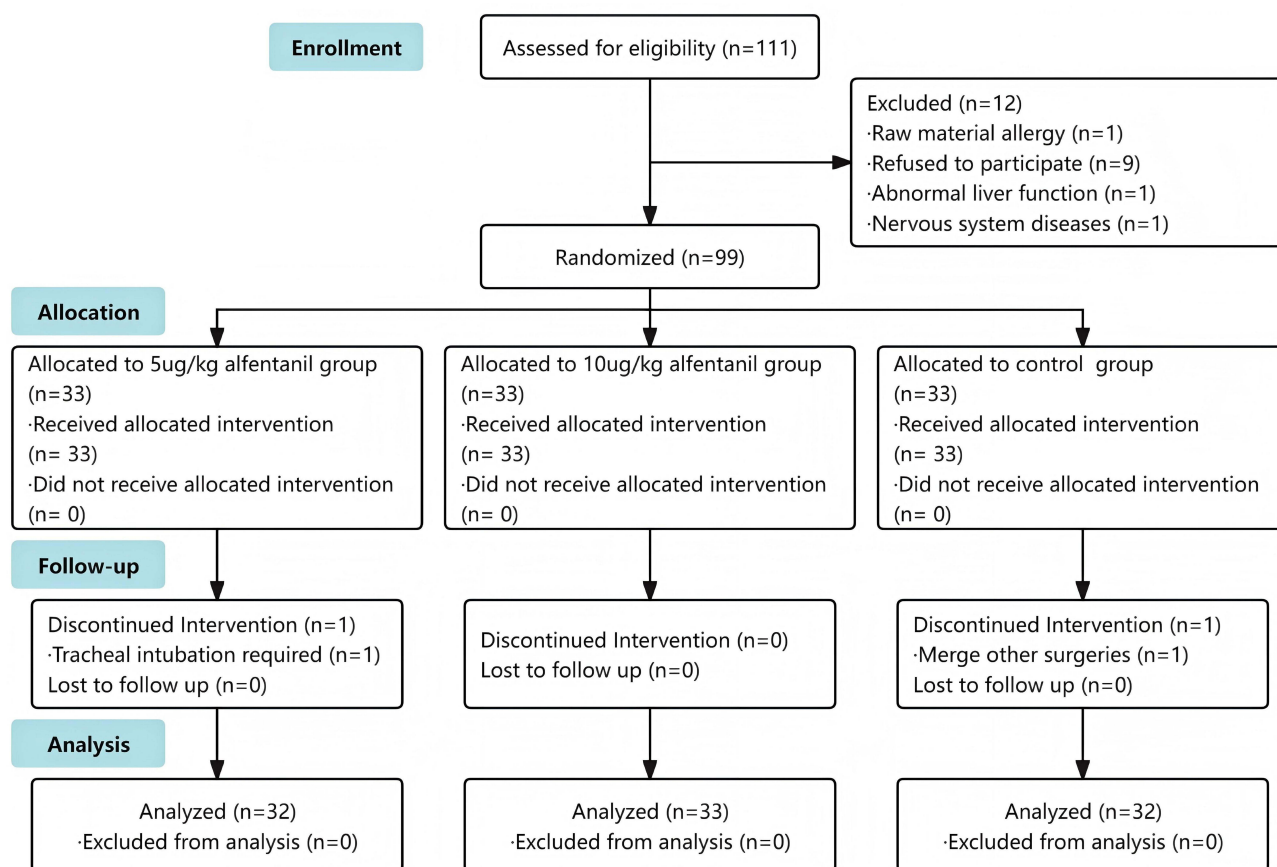 Enrollment
Assessed for eligibility (n=111)
Excluded (n=12)
·Raw material allergy (n=1)
·Refused to participate (n=9)
·Abnormal liver function (n=1)
·Nervous system diseases (n=1)
Randomized (n=99)
Allocation
Allocated to 5ug/kg alfentanil group
(n=33)
·Received allocated intervention
(n= 33)
·Did not receive allocated intervention
(n= 0)
Allocated to 10ug/kg alfentanil group
(n=33)
·Received allocated intervention
(n= 33)
·Did not receive allocated intervention
(n= 0)
Allocated to control  group
(n=33)
·Received allocated intervention
(n= 33)
·Did not receive allocated intervention
(n= 0)
Follow-up
Discontinued Intervention (n=1)
·Tracheal intubation required (n=1)
Lost to follow up (n=0)
Discontinued Intervention (n=0)
Lost to follow up (n=0)
Discontinued Intervention (n=1)
·Merge other surgeries (n=1)
Lost to follow up (n=0)
Analysis
Analyzed (n=32)
·Excluded from analysis (n=0)
Analyzed (n=33)
·Excluded from analysis (n=0)
Analyzed (n=32)
·Excluded from analysis (n=0)